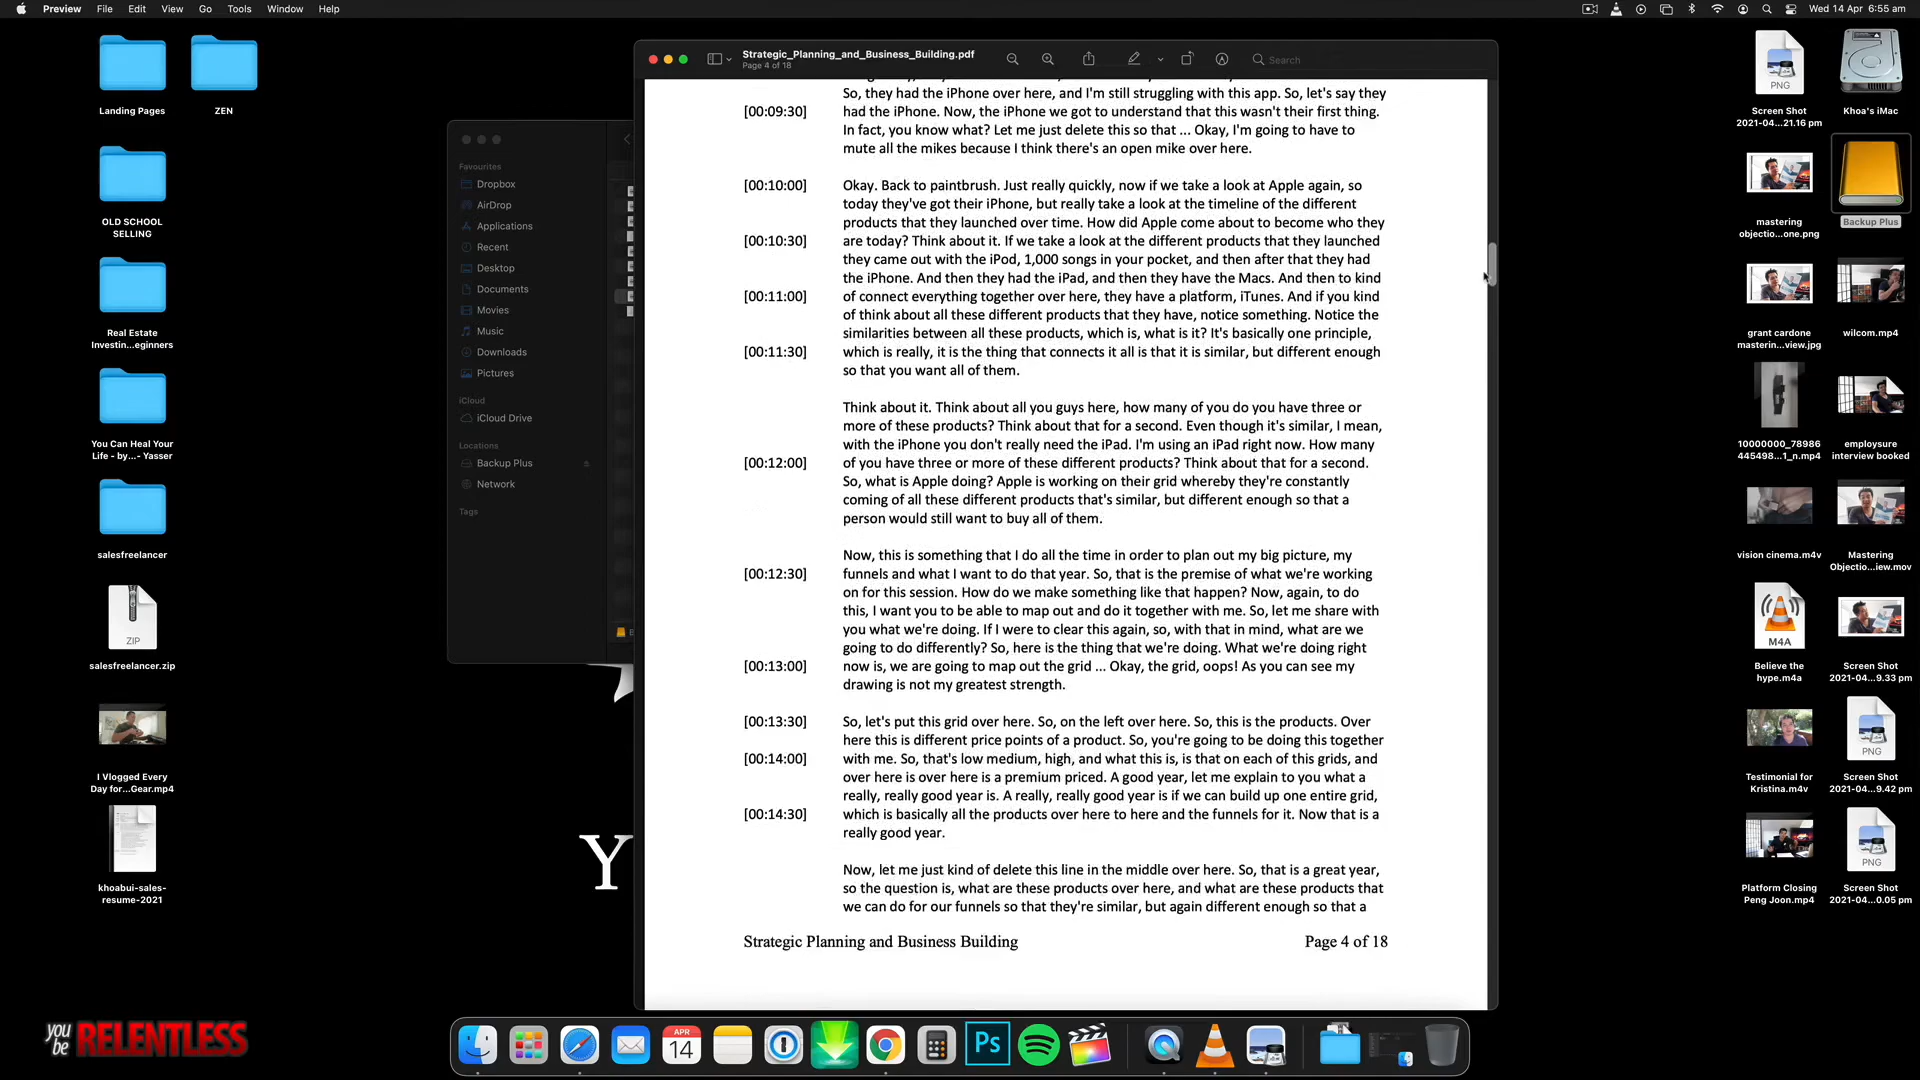 Preview File Edit View Go Tools Window Help
Wed 14 Apr 6:55 am
Landing Pages
ZEN
OLD SCHOOL
SELLING
Real Estate
Investin...eginners
You Can Heal Your
Life - by...- Yasser
salesfreelancer
ZIP
salesfreelancer.zip
I Vlogged Every
Day for...Gear.mp4
khoabui-sales-
resume-2021
you
be RELENTLESS
Favourites
Dropbox
AirDrop
Applications
Recent
Desktop
Documents
Movies
Music
Downloads
Pictures
iCloud
iCloud Drive
Locations
Backup Plus
Network
Tags
Y
Strategic_Planning_and_Business_Building.pdf
Page 4 of 18
Search
So, they had the iPhone over here, and I'm still struggling with this app. So, let's say they
[00:09:30] had the iPhone. Now, the iPhone we got to understand that this wasn't their first thing.
In fact, you know what? Let me just delete this so that ... Okay, I'm going to have to
mute all the mikes because I think there's an open mike over here.
[00:10:00] Okay. Back to paintbrush. Just really quickly, now if we take a look at Apple again, so
today they've got their iPhone, but really take a look at the timeline of the different
products that they launched over time. How did Apple come about to become who they
[00:10:30] are today? Think about it. If we take a look at the different products that they launched
they came out with the iPod, 1,000 songs in your pocket, and then after that they had
the iPhone. And then they had the iPad, and then they have the Macs. And then to kind
[00:11:00] of connect everything together over here, they have a platform, iTunes. And if you kind
of think about all these different products that they have, notice something. Notice the
similarities between all these products, which is, what is it? It's basically one principle,
[00:11:30] which is really, it is the thing that connects it all is that it is similar, but different enough
so that you want all of them.
Think about it. Think about all you guys here, how many of you do you have three or
more of these products? Think about that for a second. Even though it's similar, I mean,
with the iPhone you don't really need the iPad. I'm using an iPad right now. How many
[00:12:00] of you have three or more of these different products? Think about that for a second.
So, what is Apple doing? Apple is working on their grid whereby they're constantly
coming of all these different products that's similar, but different enough so that a
person would still want to buy all of them.
Now, this is something that I do all the time in order to plan out my big picture, my
[00:12:30] funnels and what I want to do that year. So, that is the premise of what we're working
on for this session. How do we make something like that happen? Now, again, to do
this, I want you to be able to map out and do it together with me. So, let me share with
you what we're doing. If I were to clear this again, so, with that in mind, what are we
going to do differently? So, here is the thing that we're doing. What we're doing right
[00:13:00] now is, we are going to map out the grid ... Okay, the grid, oops! As you can see my
drawing is not my greatest strength.
[00:13:30] So, let's put this grid over here. So, on the left over here. So, this is the products. Over
here this is different price points of a product. So, you're going to be doing this together
[00:14:00] with me. So, that's low medium, high, and what this is, is that on each of this grids, and
over here is over here is a premium priced. A good year, let me explain to you what a
really, really good year is. A really, really good year is if we can build up one entire grid,
[00:14:30] which is basically all the products over here to here and the funnels for it. Now that is a
really good year.
Now, let me just kind of delete this line in the middle over here. So, that is a great year,
so the question is, what are these products over here, and what are these products that
we can do for our funnels so that they're similar, but again different enough so that a
Strategic Planning and Business Building Page 4 of 18
PNG
Screen Shot
2021-04...21.16 pm
Khoa's iMac
mastering
objectio...one.png
Backup Plus
grant cardone
masterin...view.jpg
wilcom.mp4
10000000_78986
445498...1_n.mp4
employsure
interview booked
vision cinema.m4v
Mastering
Objectio...iew.mov
M4A
Believe the
hype.m4a
Screen Shot
2021-04...9.33 pm
PNG
Testimonial for
Kristina.m4v
Screen Shot
2021-04...9.42 pm
PNG
Platform Closing
Peng Joon.mp4
Screen Shot
2021-04...0.05 pm
APR
14
Ps